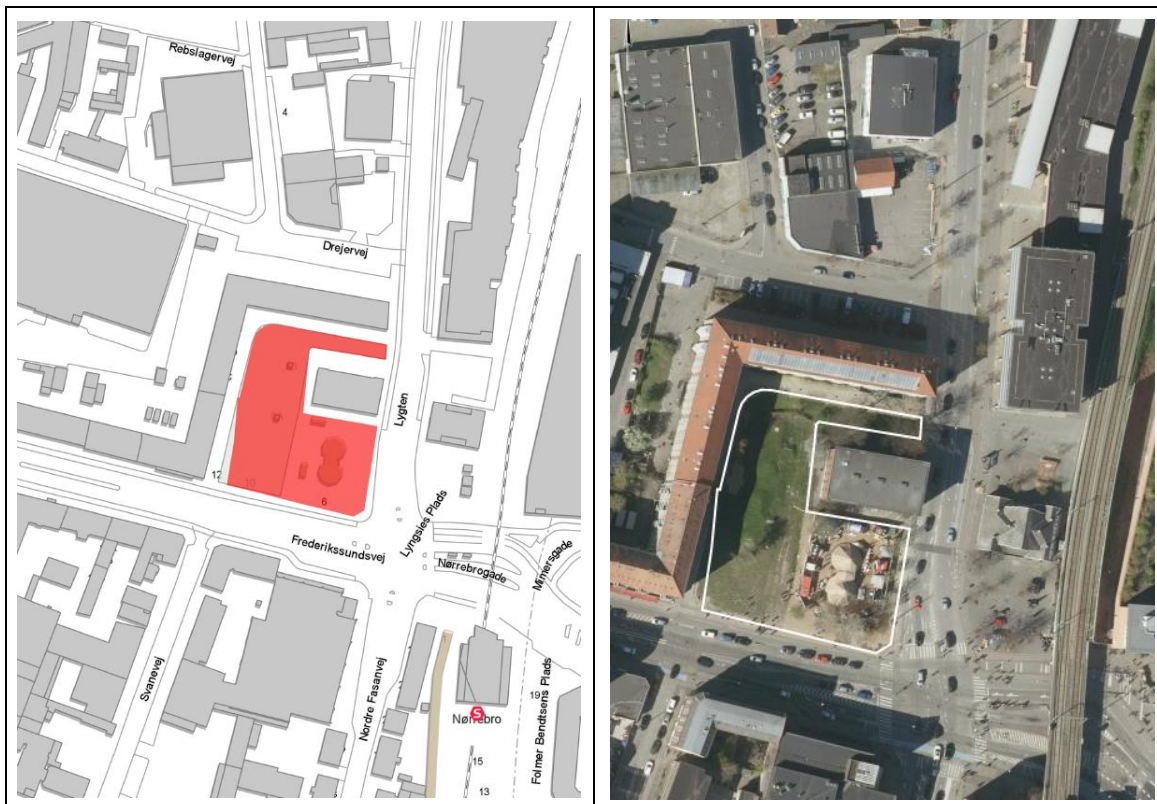 Rebslagervej
4
Drejervej
Lygten
12
10
6
Frederikssundsvej
Lyngsies Plads
Nørrebrogade
Mimersgade
Svanevej
Nordre Fasanvej
S
Nørrebro
19
Folmer Bendtsens Plads
15
13